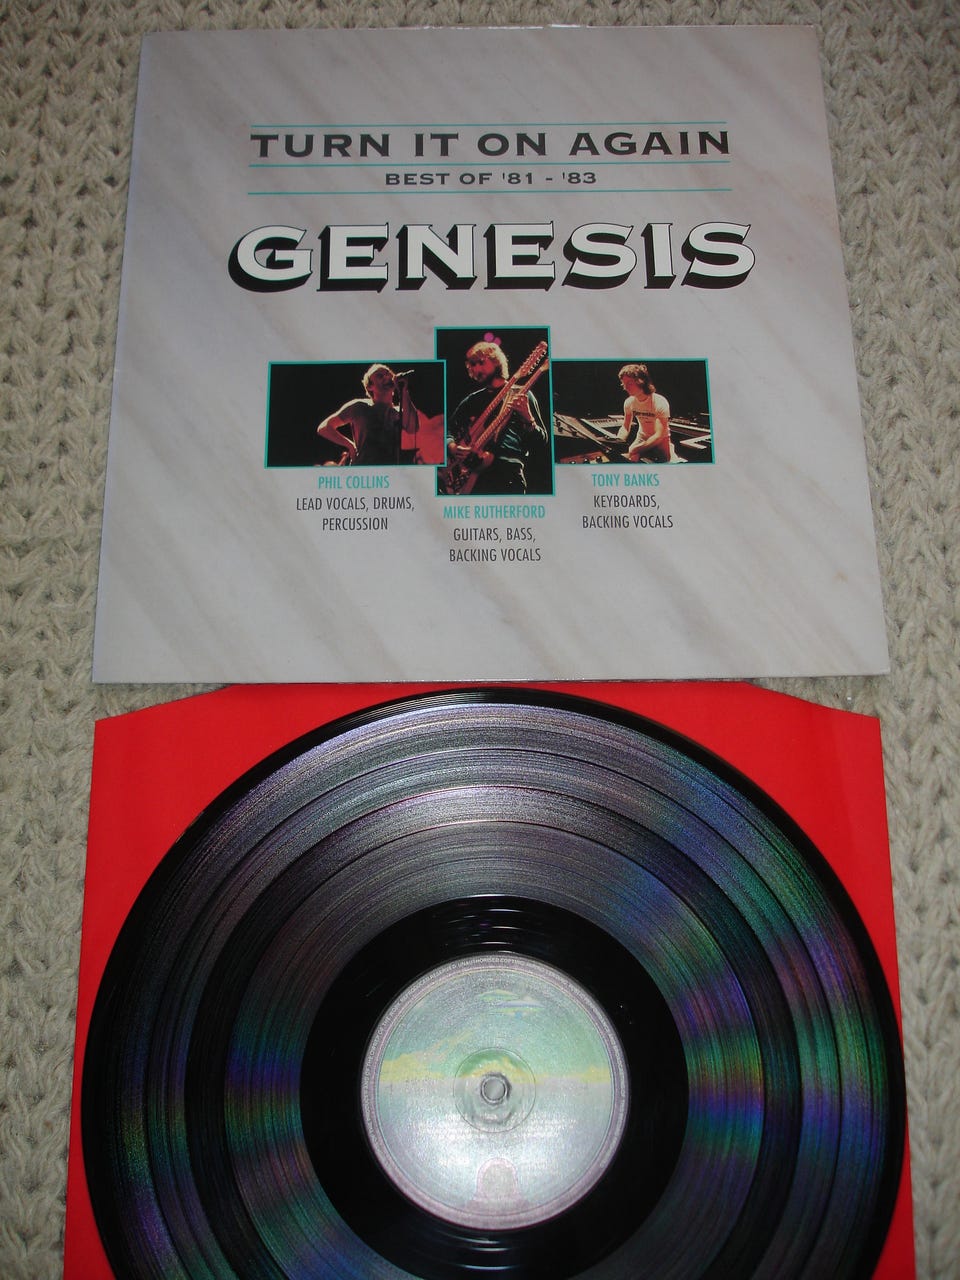 TURN IT ON AGAIN
BEST OF '81 - '83
GENESIS
PHIL COLLINS
LEAD VOCALS, DRUMS,
PERCUSSION
MIKE RUTHERFORD
GUITARS, BASS,
BACKING VOCALS
TONY BANKS
KEYBOARDS,
BACKING VOCALS
UNAUTHORISED